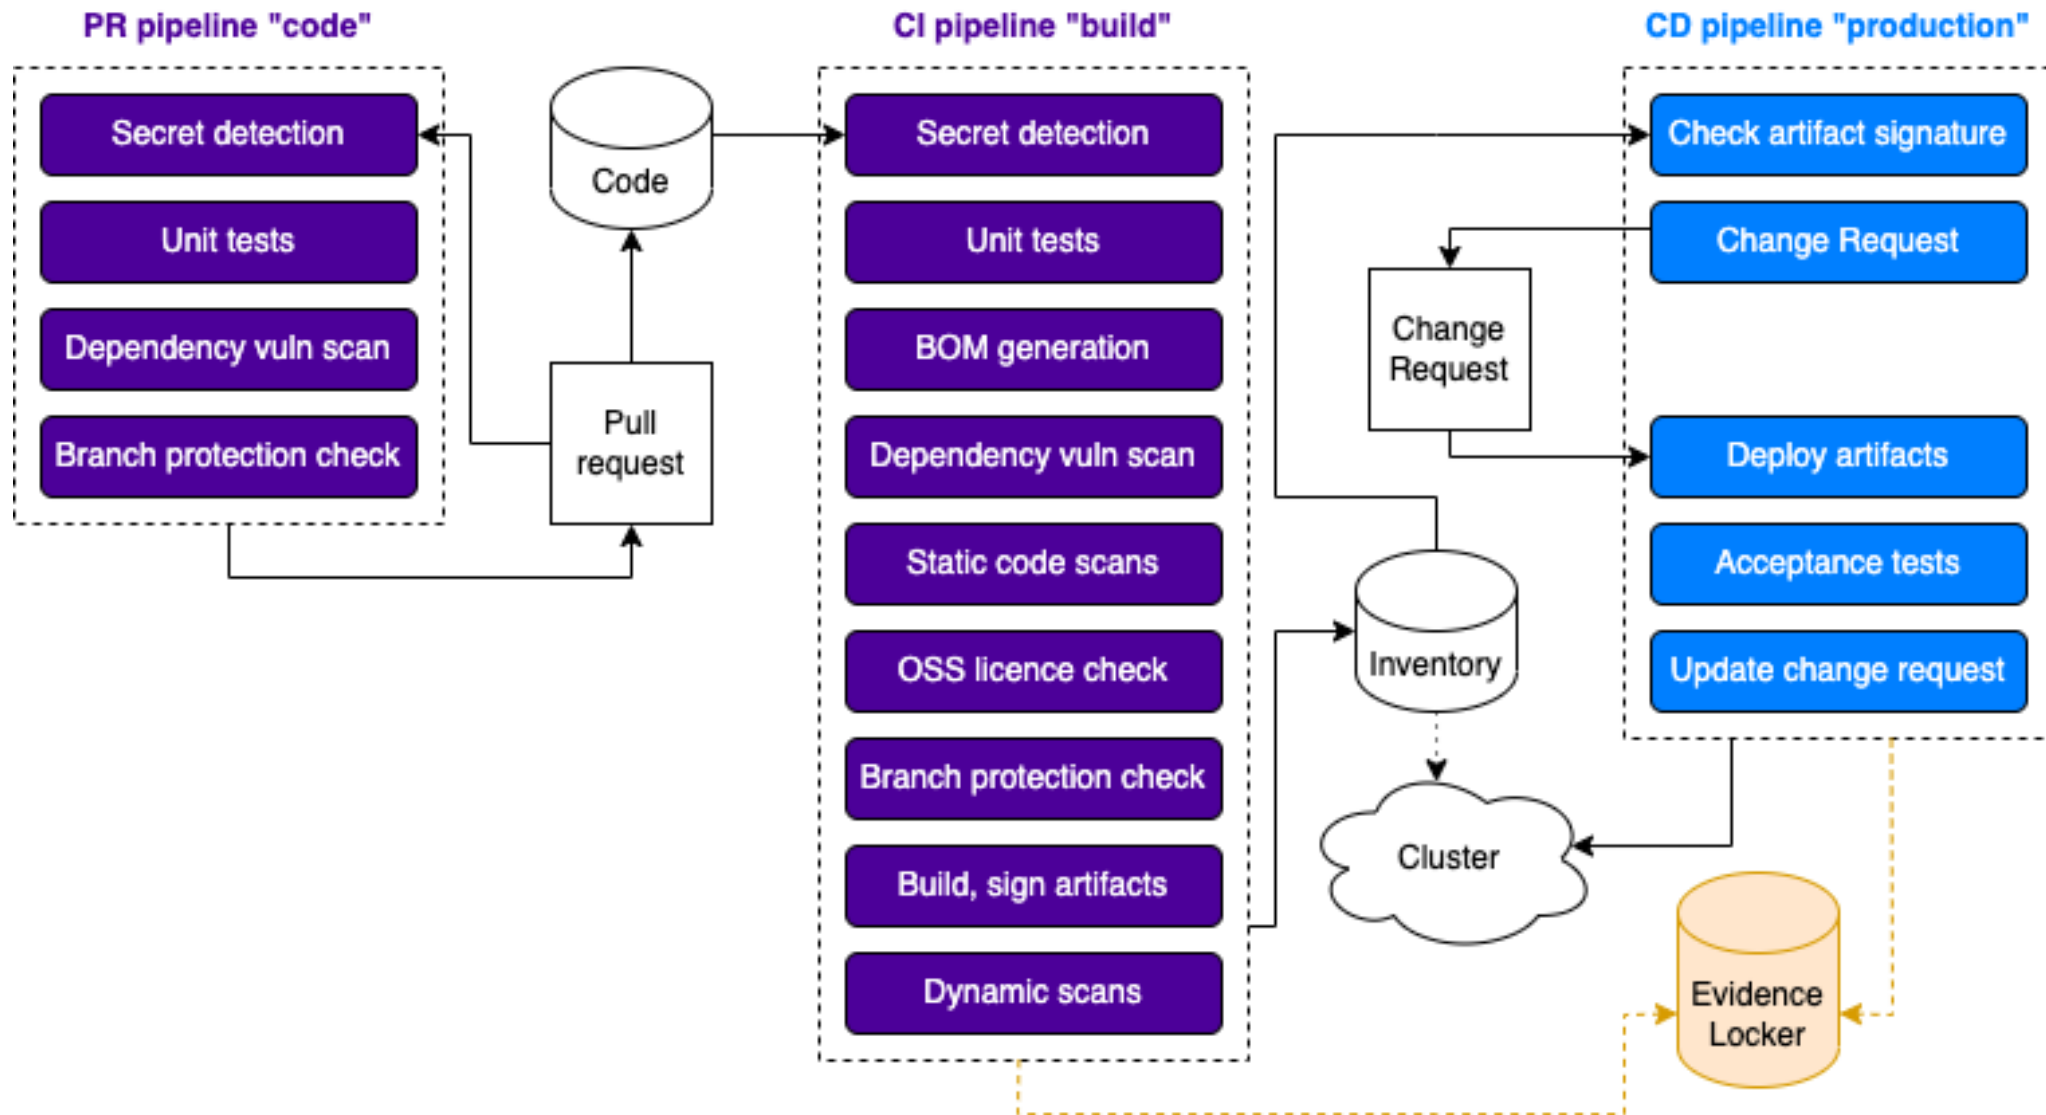 PR pipeline "code"
Secret detection
Unit tests
Dependency vuln scan
Branch protection check
Code
Pull
request
CI pipeline "build"
Secret detection
Unit tests
BOM generation
Dependency vuln scan
Static code scans
OSS licence check
Branch protection check
Build, sign artifacts
Dynamic scans
Change
Request
Inventory
Cluster
CD pipeline "production"
Check artifact signature
Change Request
Deploy artifacts
Acceptance tests
Update change request
Evidence
Locker